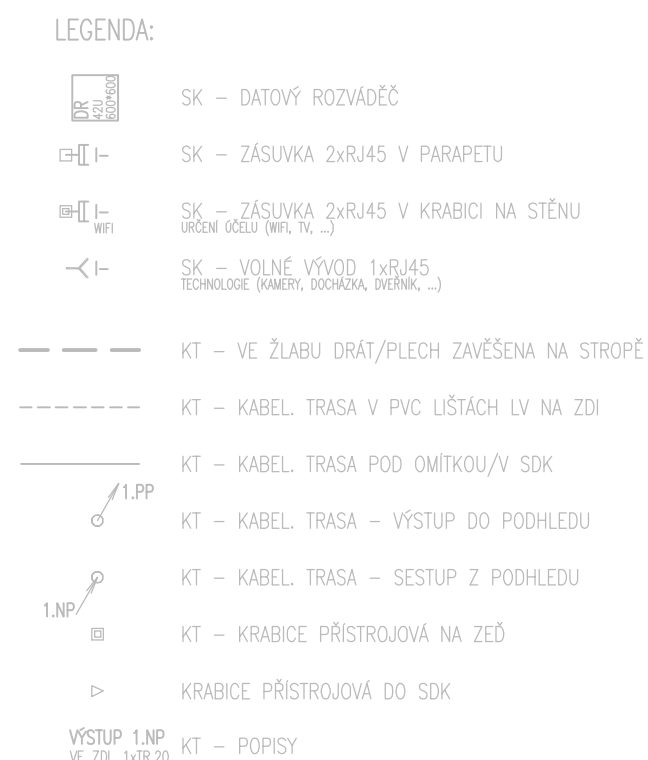 LEGENDA:
DR
42U
600*600
SK – DATOVÝ ROZVÁDĚČ
SK – ZÁSUVKA 2xRJ45 V PARAPETU
WIFI
SK – ZÁSUVKA 2xRJ45 V KRABICI NA STĚNU
URČENÍ ÚČELU (WIFI, TV, ...)
SK – VOLNÉ VÝVOD 1xRJ45
TECHNOLOGIE (KAMERY, DOCHÁZKA, DVEŘNÍK, ...)
KT – VE ŽLABU DRÁT/PLECH ZAVĚŠENA NA STROPĚ
KT – KABEL. TRASA V PVC LIŠTÁCH LV NA ZDI
KT – KABEL. TRASA POD OMÍTKOU/V SDK
1.PP
KT – KABEL. TRASA – VÝSTUP DO PODHLEDU
KT – KABEL. TRASA – SESTUP Z PODHLEDU
1.NP
KT – KRABICE PŘÍSTROJOVÁ NA ZEĎ
KRABICE PŘÍSTROJOVÁ DO SDK
VÝSTUP 1.NP
VE ZDI, 1xTR.20
KT – POPISY